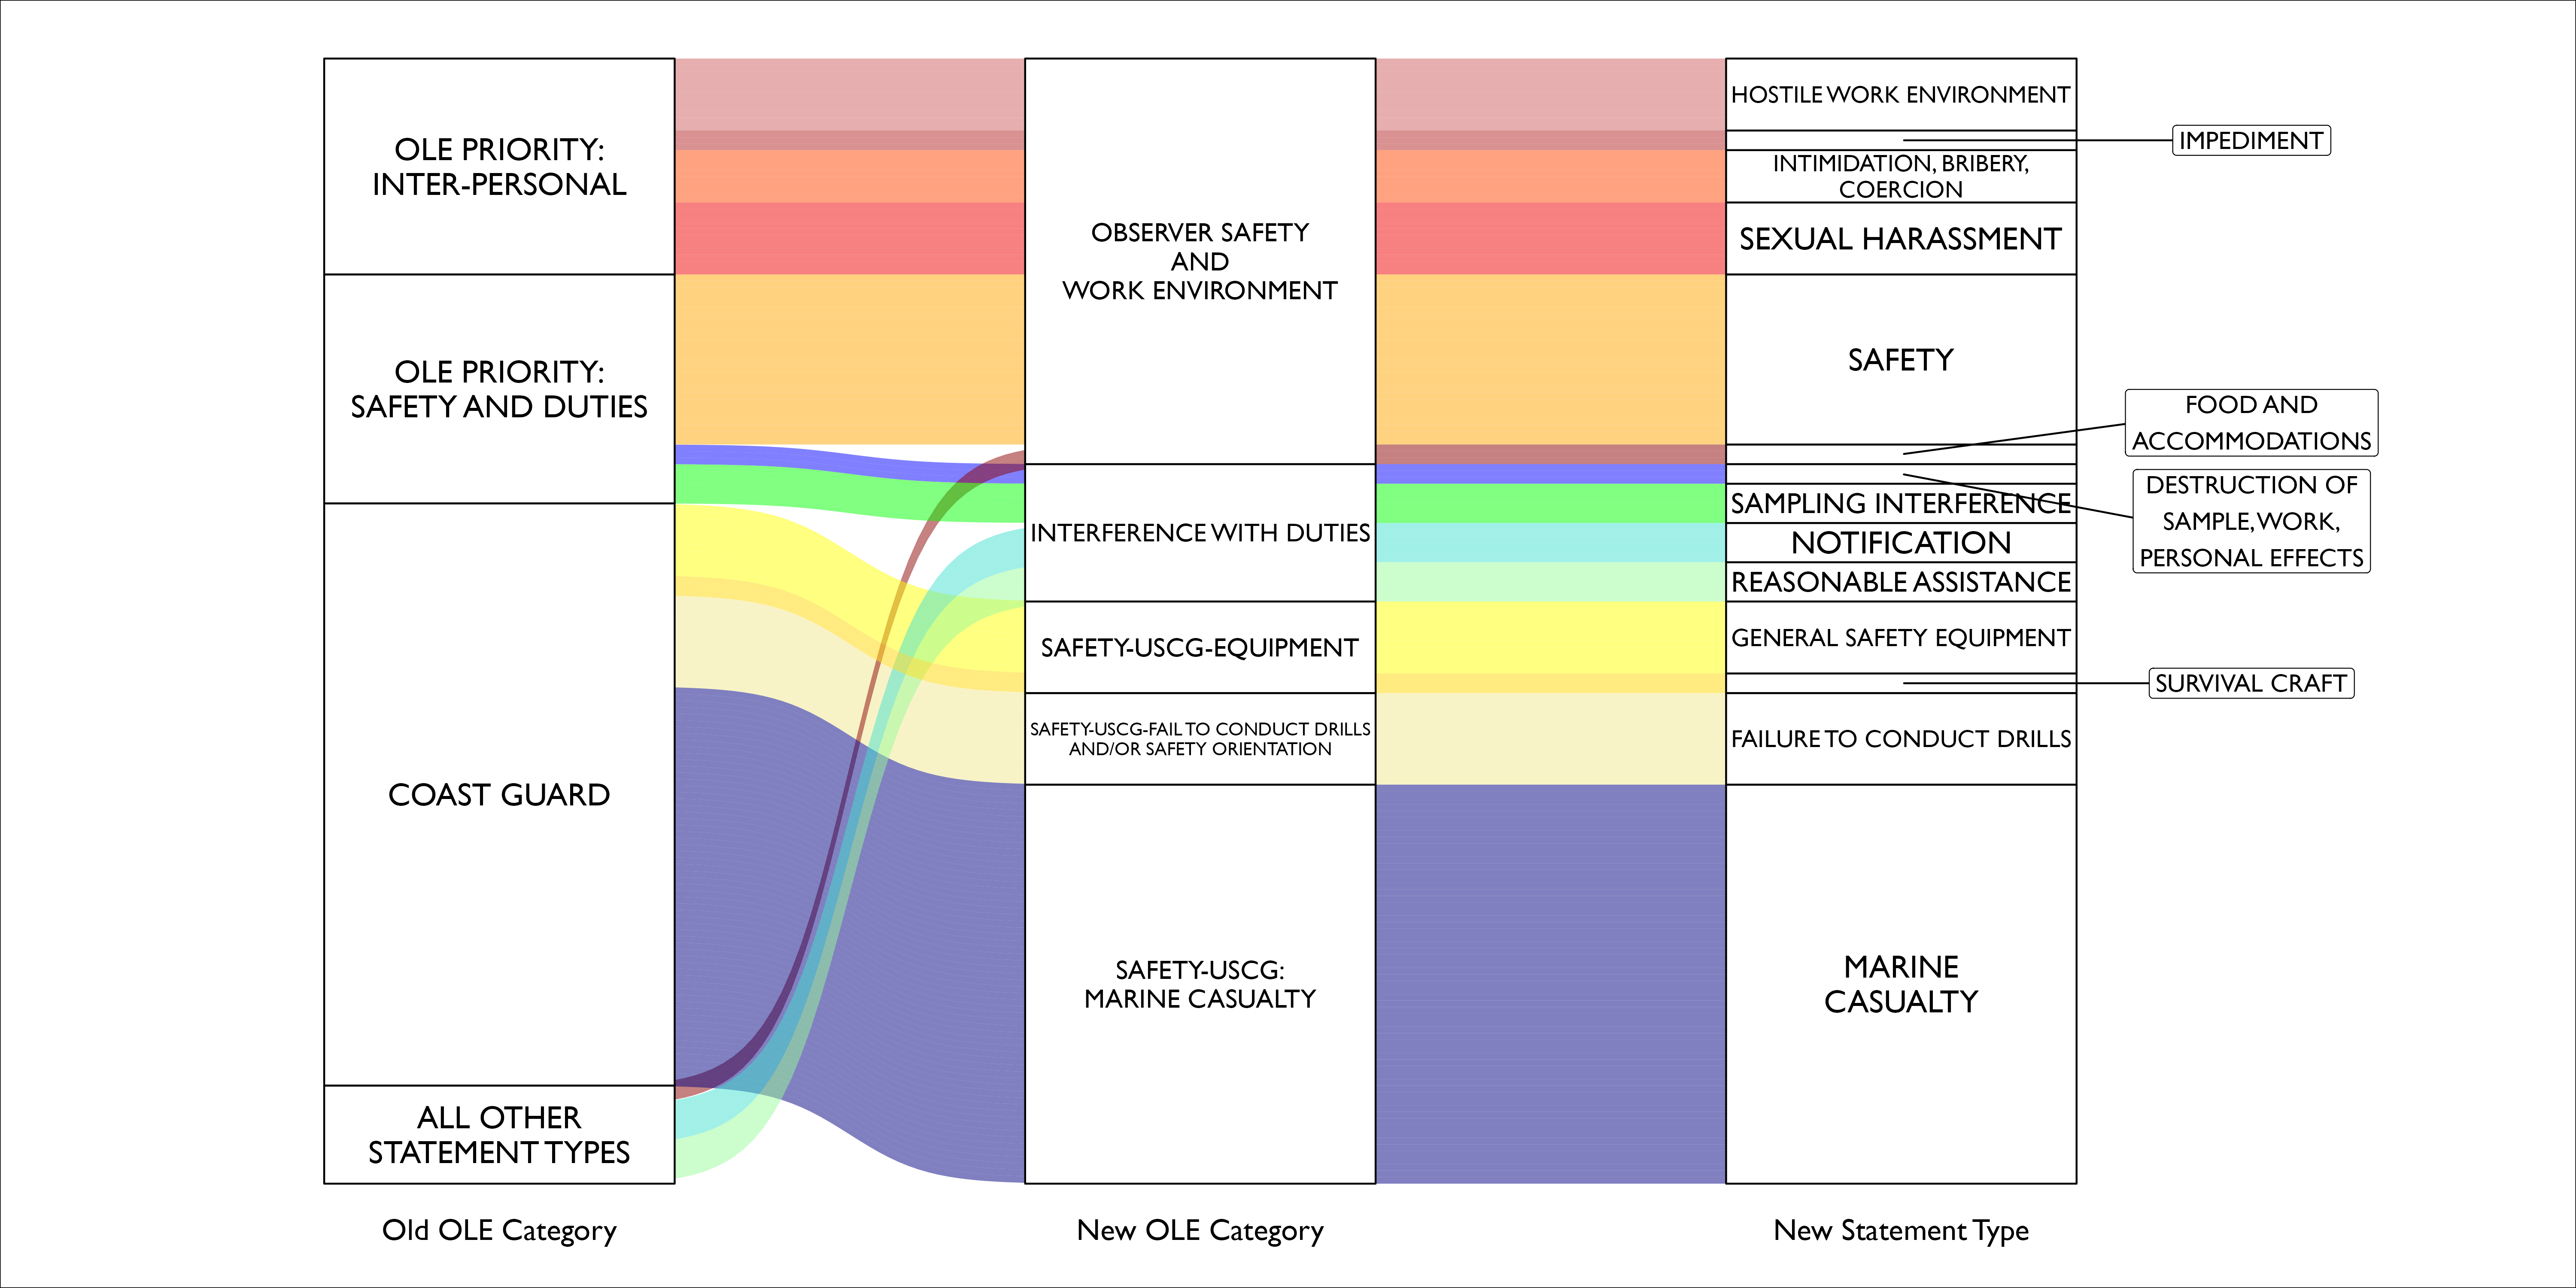 OLE PRIORITY:
INTER-PERSONAL
OLE PRIORITY:
SAFETY AND DUTIES
COAST GUARD
ALL OTHER
STATEMENT TYPES
Old OLE Category
OBSERVER SAFETY
AND
WORK ENVIRONMENT
INTERFERENCE WITH DUTIES
SAFETY-USCG-EQUIPMENT
SAFETY-USCG-FAIL TO CONDUCT DRILLS
AND/OR SAFETY ORIENTATION
SAFETY-USCG:
MARINE CASUALTY
New OLE Category
HOSTILE WORK ENVIRONMENT
IMPEDIMENT
INTIMIDATION, BRIBERY,
COERCION
SEXUAL HARASSMENT
SAFETY
FOOD AND
ACCOMMODATIONS
DESTRUCTION OF
SAMPLE, WORK,
PERSONAL EFFECTS
SAMPLING INTERFERENCE
NOTIFICATION
REASONABLE ASSISTANCE
GENERAL SAFETY EQUIPMENT
SURVIVAL CRAFT
FAILURE TO CONDUCT DRILLS
MARINE
CASUALTY
New Statement Type